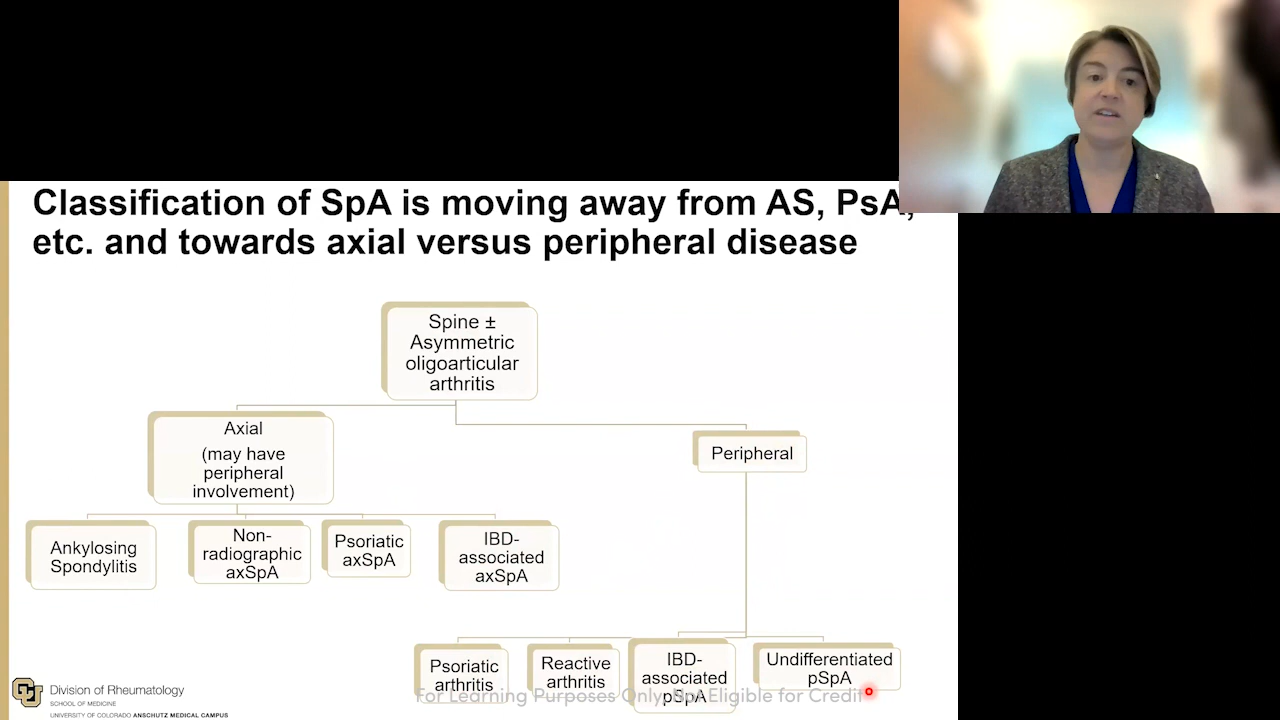 Classification of SpA is moving away from AS, PsA,
etc. and towards axial versus peripheral disease
Spine ±
Asymmetric
oligoarticular
arthritis
Axial
(may have
peripheral
involvement)
Peripheral
Ankylosing
Spondylitis
Non-
radiographic
axSpA
Psoriatic
axSpA
IBD-
associated
axSpA
Psoriatic
arthritis
Reactive
arthritis
IBD-
associated
pSpA
Undifferentiated
pSpA
For Learning Purposes Only, Not Eligible for Credit
CU
Division of Rheumatology
SCHOOL OF MEDICINE
UNIVERSITY OF COLORADO ANSCHUTZ MEDICAL CAMPUS